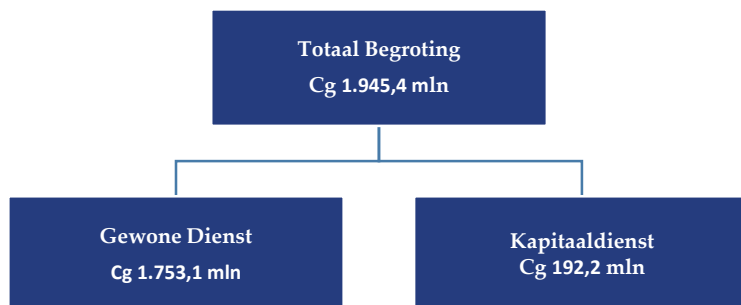 Totaal Begroting
Cg 1.945,4 mln
Gewone Dienst
Cg 1.753,1 mln
Kapitaaldienst
Cg 192,2 mln